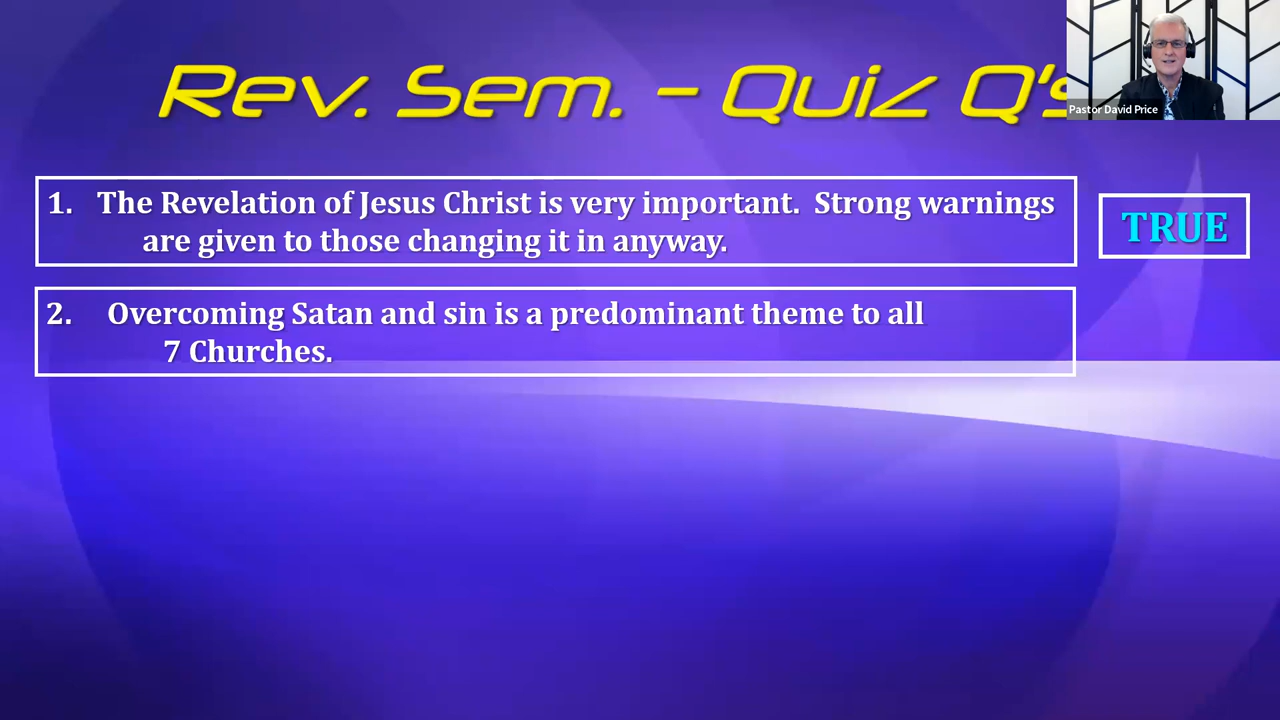 Rev. Sem. - Quiz Q's
Pastor David Price
1. The Revelation of Jesus Christ is very important. Strong warnings
are given to those changing it in anyway.
TRUE
2. Overcoming Satan and sin is a predominant theme to all
7 Churches.